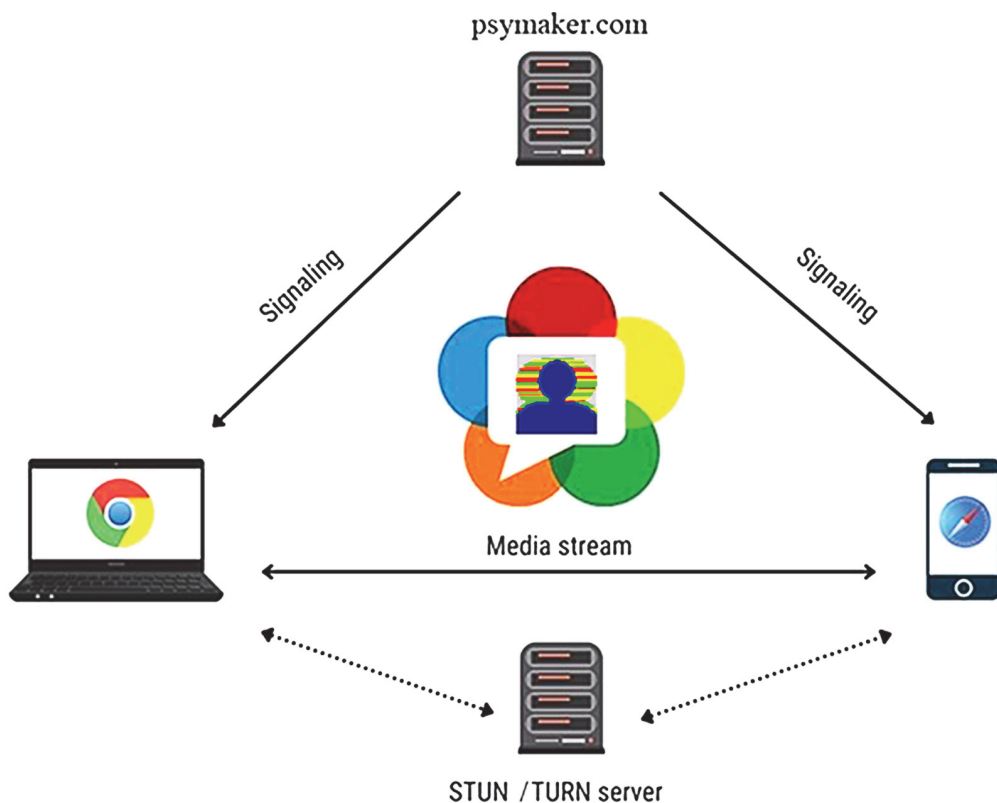 psymaker.com
Signaling
Signaling
Media stream
STUN /TURN server